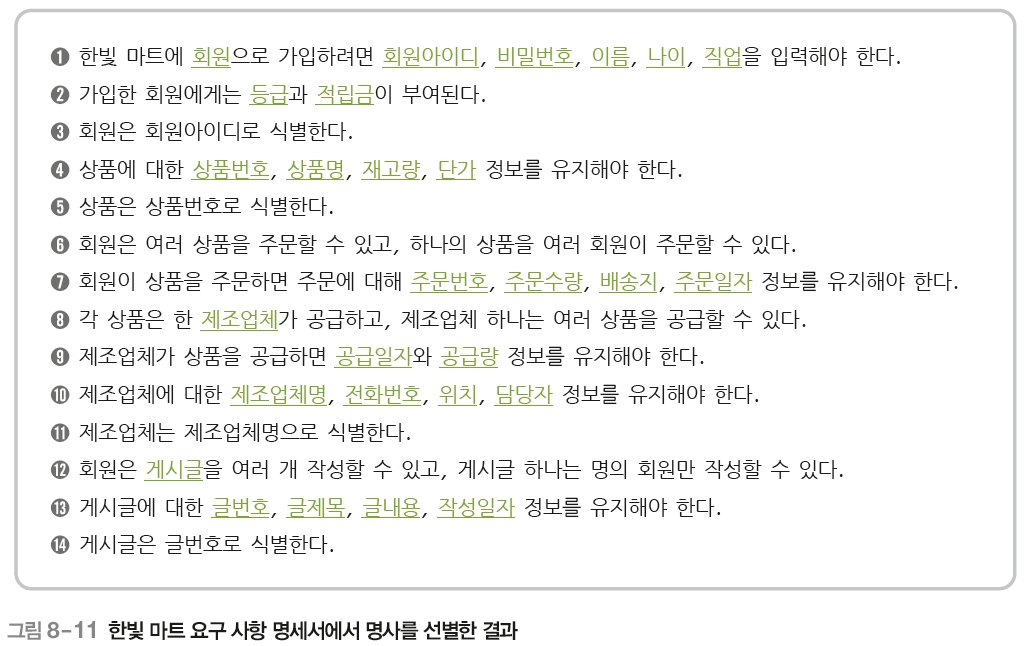 ❶ 한빛 마트에 회원으로 가입하려면 회원아이디, 비밀번호, 이름, 나이, 직업을 입력해야 한다.
❷ 가입한 회원에게는 등급과 적립금이 부여된다.
❸ 회원은 회원아이디로 식별한다.
❹ 상품에 대한 상품번호, 상품명, 재고량, 단가 정보를 유지해야 한다.
❺ 상품은 상품번호로 식별한다.
❻ 회원은 여러 상품을 주문할 수 있고, 하나의 상품을 여러 회원이 주문할 수 있다.
❼ 회원이 상품을 주문하면 주문에 대해 주문번호, 주문수량, 배송지, 주문일자 정보를 유지해야 한다.
❽ 각 상품은 한 제조업체가 공급하고, 제조업체 하나는 여러 상품을 공급할 수 있다.
❾ 제조업체가 상품을 공급하면 공급일자와 공급량 정보를 유지해야 한다.
❿ 제조업체에 대한 제조업체명, 전화번호, 위치, 담당자 정보를 유지해야 한다.
⓫ 제조업체는 제조업체명으로 식별한다.
⓬ 회원은 게시글을 여러 개 작성할 수 있고, 게시글 하나는 명의 회원만 작성할 수 있다.
⓭ 게시글에 대한 글번호, 글제목, 글내용, 작성일자 정보를 유지해야 한다.
⓮ 게시글은 글번호로 식별한다.
그림 8-11 한빛 마트 요구 사항 명세서에서 명사를 선별한 결과